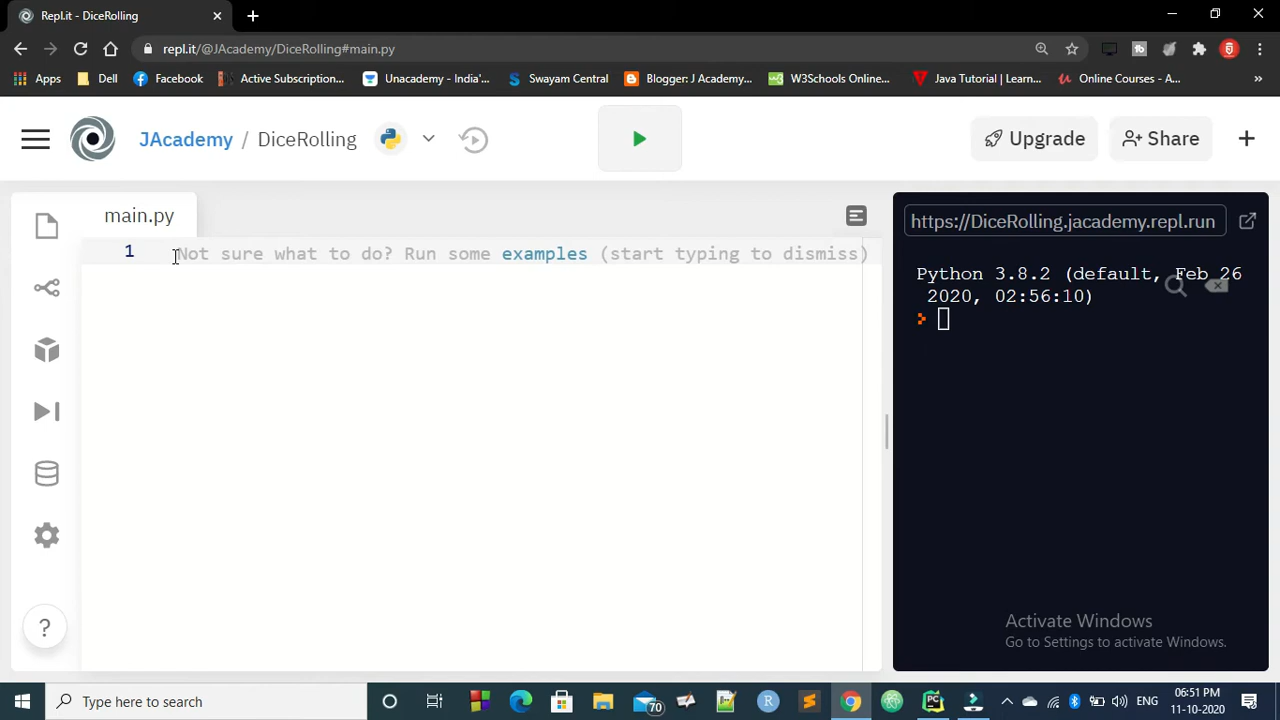 Repl.it - DiceRolling
repl.it/@JAcademy/DiceRolling#main.py
Apps Dell Facebook Active Subscription... Unacademy - India'... Swayam Central Blogger: J Academy... W3Schools Online... Java Tutorial | Learn... Online Courses - A... »
JAcademy / DiceRolling
Upgrade
Share
main.py
https://DiceRolling.jacademy.repl.run
1 Not sure what to do? Run some examples (start typing to dismiss)
Python 3.8.2 (default, Feb 26
2020, 02:56:10)
Activate Windows
Go to Settings to activate Windows.
?
Type here to search
70
ENG
06:51 PM
11-10-2020